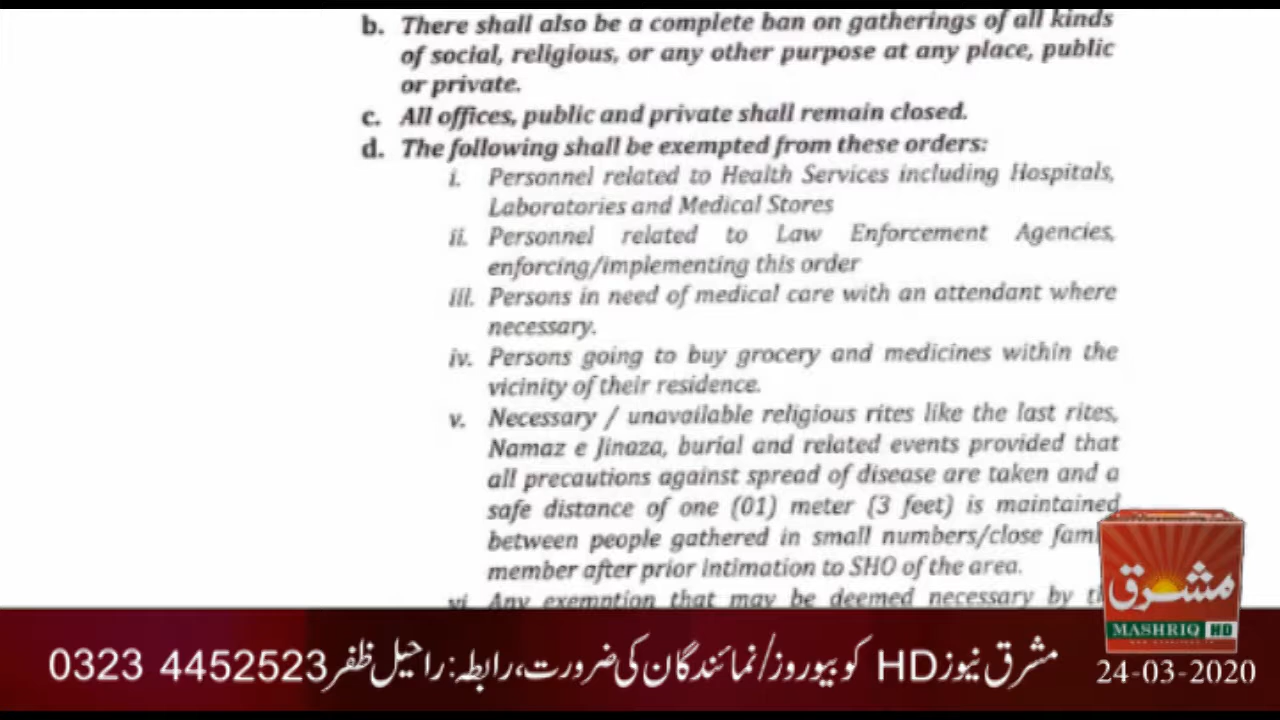 b. There shall also be a complete ban on gatherings of all kinds
of social, religious, or any other purpose at any place, public
or private.
c. All offices, public and private shall remain closed.
d. The following shall be exempted from these orders:
i. Personnel related to Health Services including Hospitals,
Laboratories and Medical Stores
ii. Personnel related to Law Enforcement Agencies,
enforcing/implementing this order
iii. Persons in need of medical care with an attendant where
necessary.
iv. Persons going to buy grocery and medicines within the
vicinity of their residence.
v. Necessary / unavailable religious rites like the last rites,
Namaz e Jinaza, burial and related events provided that
all precautions against spread of disease are taken and a
safe distance of one (01) meter (3 feet) is maintained
between people gathered in small numbers/close
member after prior intimation to SHO of the area.
vi Any exemption that may be deemed necessary by
مشرق
MASHRIQ HD
مشرق نیوز HD کو بیوروز/نمائندگان کی ضرورت، رابطہ: راحیل ظفر 0323 4452523
24-03-2020